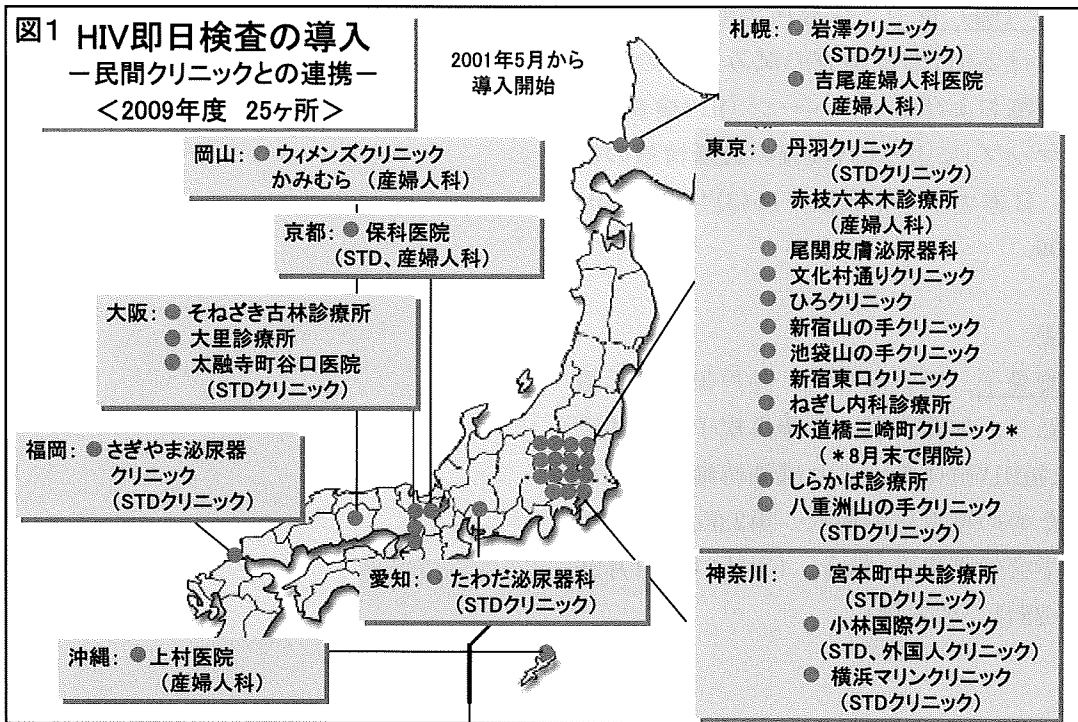 図1 HIV即日検査の導入
－民間クリニックとの連携－
＜2009年度 25ヶ所＞
2001年5月から
導入開始
札幌：● 岩澤クリニック
(STDクリニック)
● 吉尾産婦人科医院
(産婦人科)
岡山：● ウィメンズクリニック
かみむら (産婦人科)
京都：● 保科医院
(STD、産婦人科)
大阪：● そねざき古林診療所
● 大里診療所
● 太融寺町谷口医院
(STDクリニック)
福岡：● さぎやま泌尿器
クリニック
(STDクリニック)
愛知：● たわだ泌尿器科
(STDクリニック)
沖縄：● 上村医院
(産婦人科)
東京：● 丹羽クリニック
(STDクリニック)
● 赤枝六本木診療所
(産婦人科)
● 尾関皮膚泌尿器科
● 文化村通りクリニック
● ひろクリニック
● 新宿山の手クリニック
● 池袋山の手クリニック
● 新宿東口クリニック
● ねぎし内科診療所
● 水道橋三崎町クリニック＊
(＊8月末で閉院)
● しらかば診療所
● 八重洲山の手クリニック
(STDクリニック)
神奈川：● 宮本町中央診療所
(STDクリニック)
● 小林国際クリニック
(STD、外国人クリニック)
● 横浜マリンクリニック
(STDクリニック)